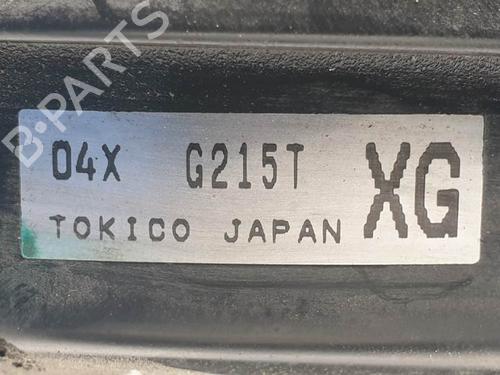 B-PARTS
04X G215T XG
TOKICO JAPAN